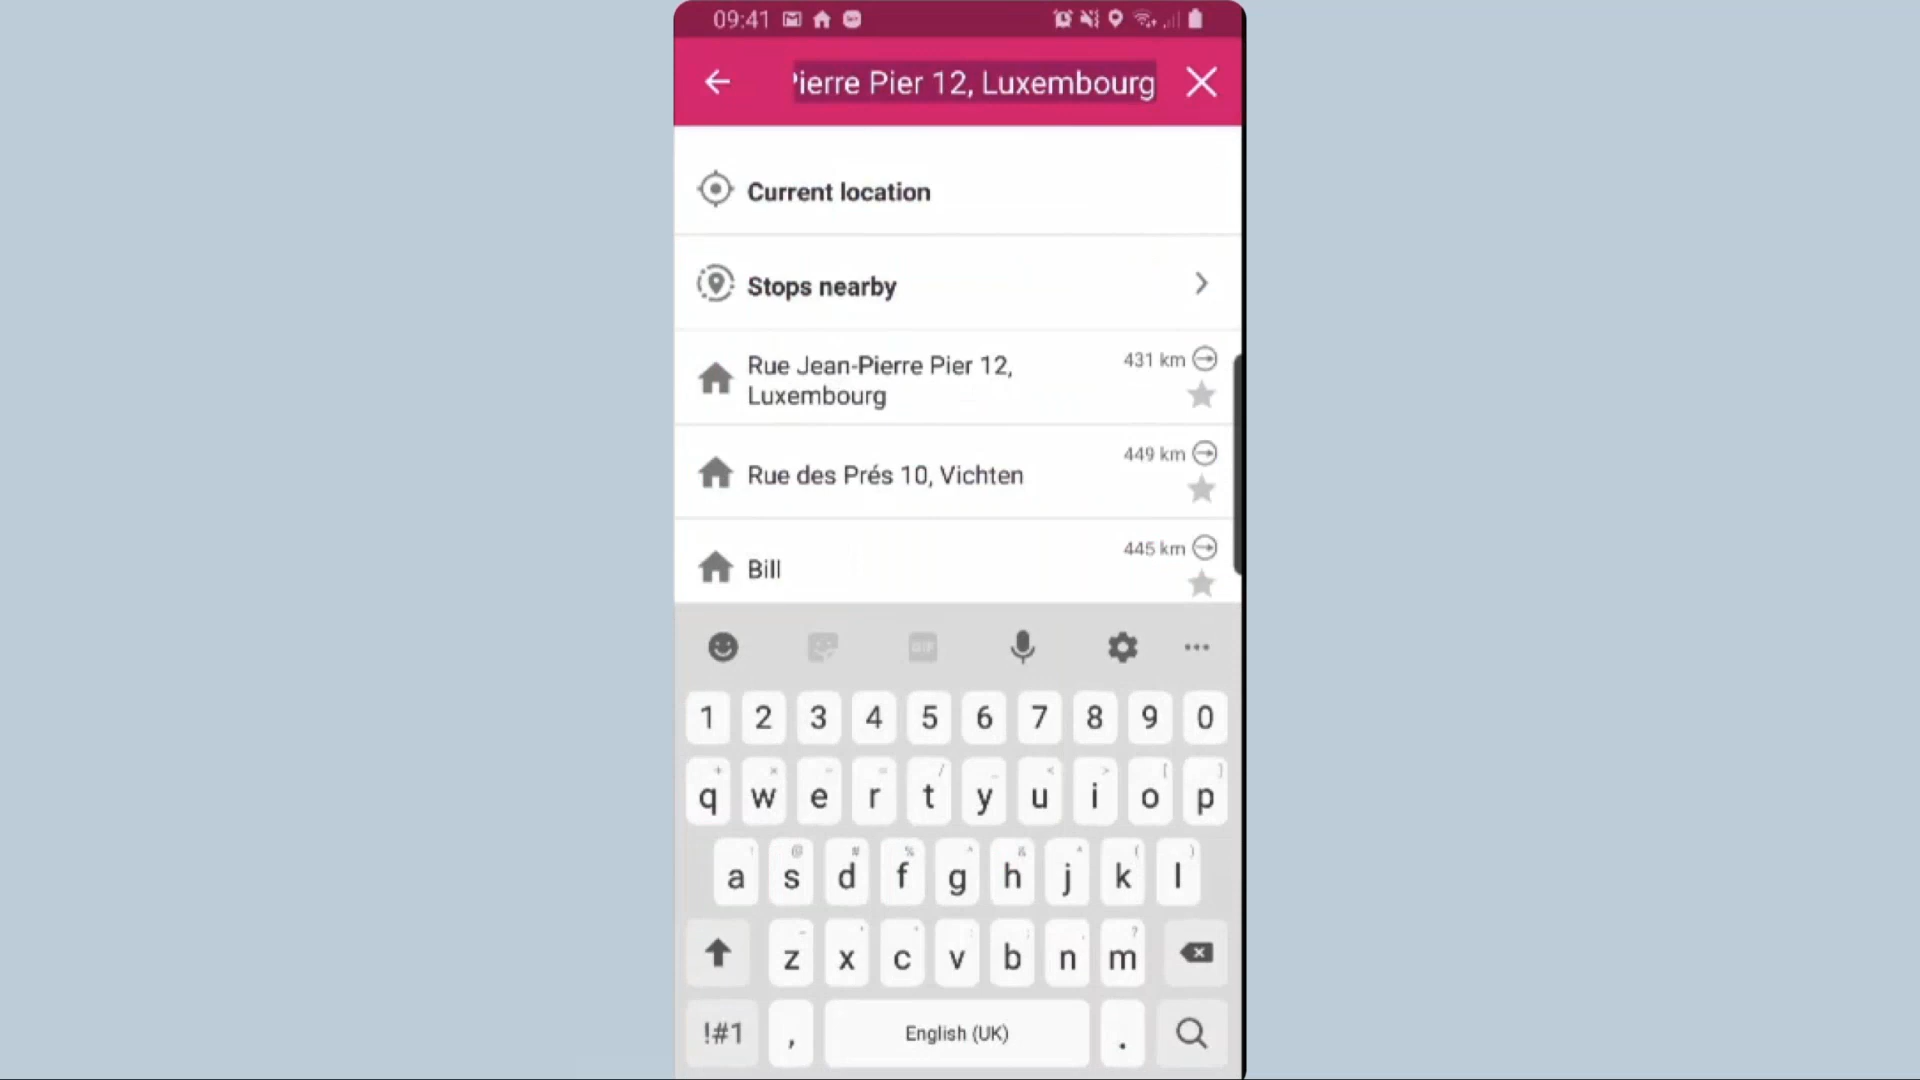 09:41
ierre Pier 12, Luxembourg
Current location
Stops nearby
Rue Jean-Pierre Pier 12,
Luxembourg
431 km
Rue des Prés 10, Vichten
449 km
Bill
445 km
GIF
1 2 3 4 5 6 7 8 9 0
q w e r t y u i o p
a s d f g h j k l
z x c v b n m
!#1 , English (UK) .